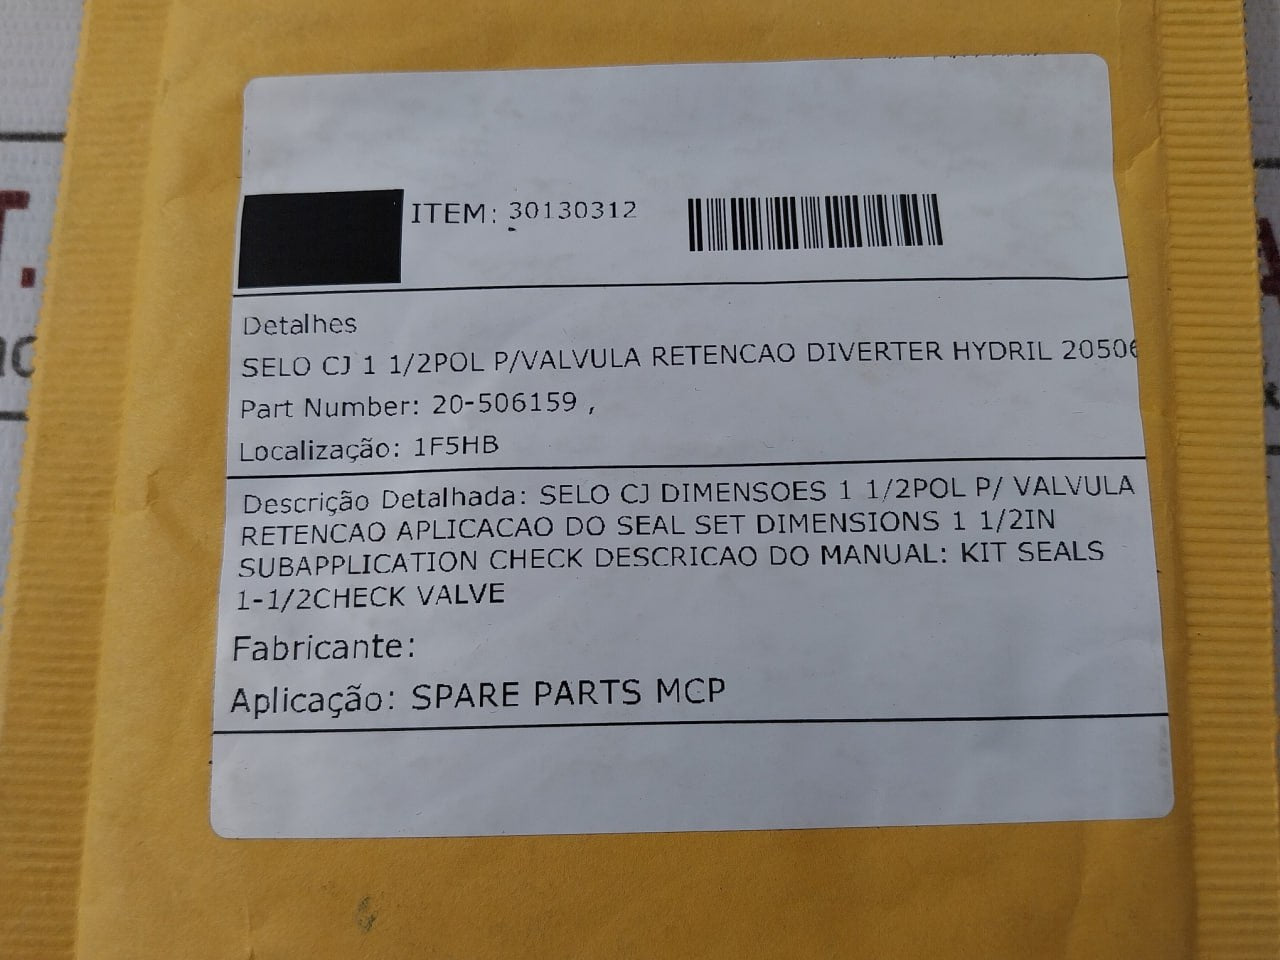 ITEM: 30130312
Detalhes
SELO CJ 1 1/2POL P/VALVULA RETENCAO DIVERTER HYDRIL 20506
Part Number: 20-506159 ,
Localização: 1F5HB
Descrição Detalhada: SELO CJ DIMENSOES 1 1/2POL P/ VALVULA
RETENCAO APLICACAO DO SEAL SET DIMENSIONS 1 1/2IN
SUBAPPLICATION CHECK DESCRICAO DO MANUAL: KIT SEALS
1-1/2CHECK VALVE
Fabricante:
Aplicação: SPARE PARTS MCP